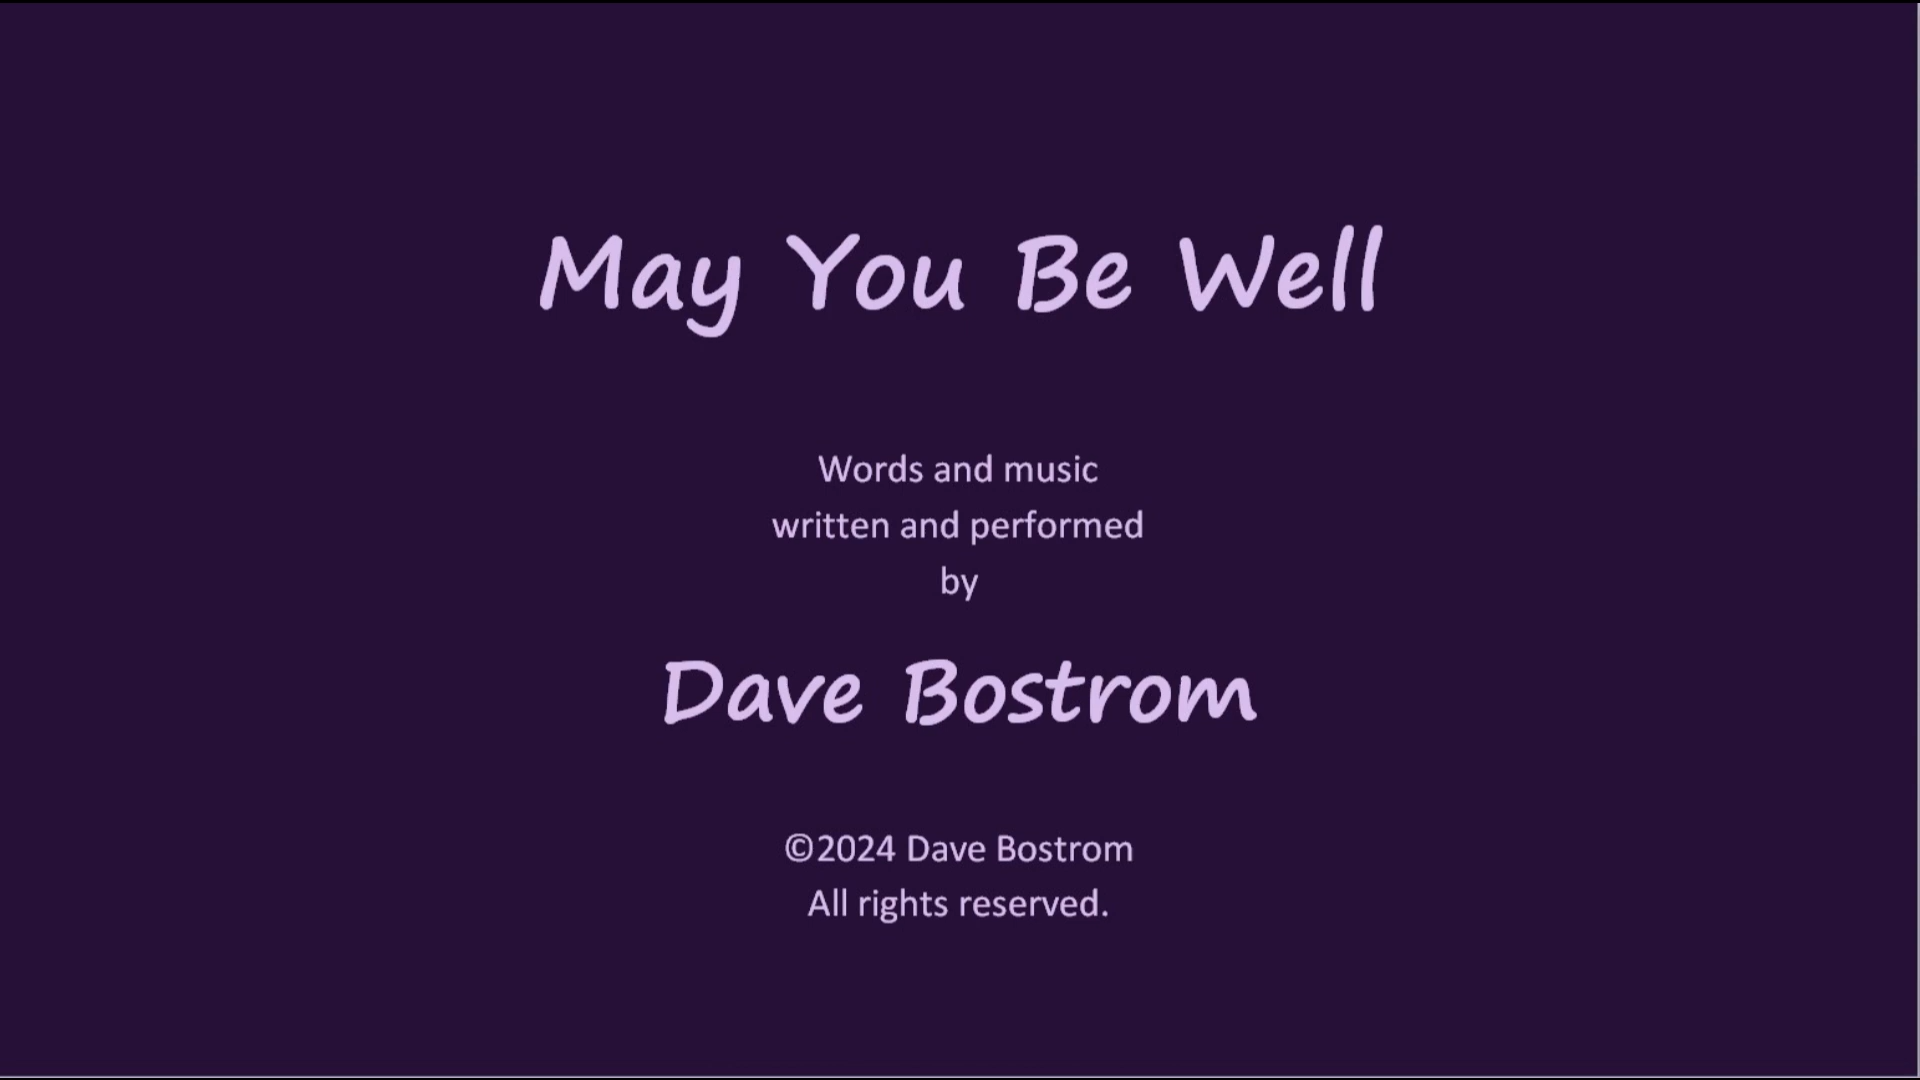 May You Be Well
Words and music
written and performed
by
Dave Bostrom
©2024 Dave Bostrom
All rights reserved.